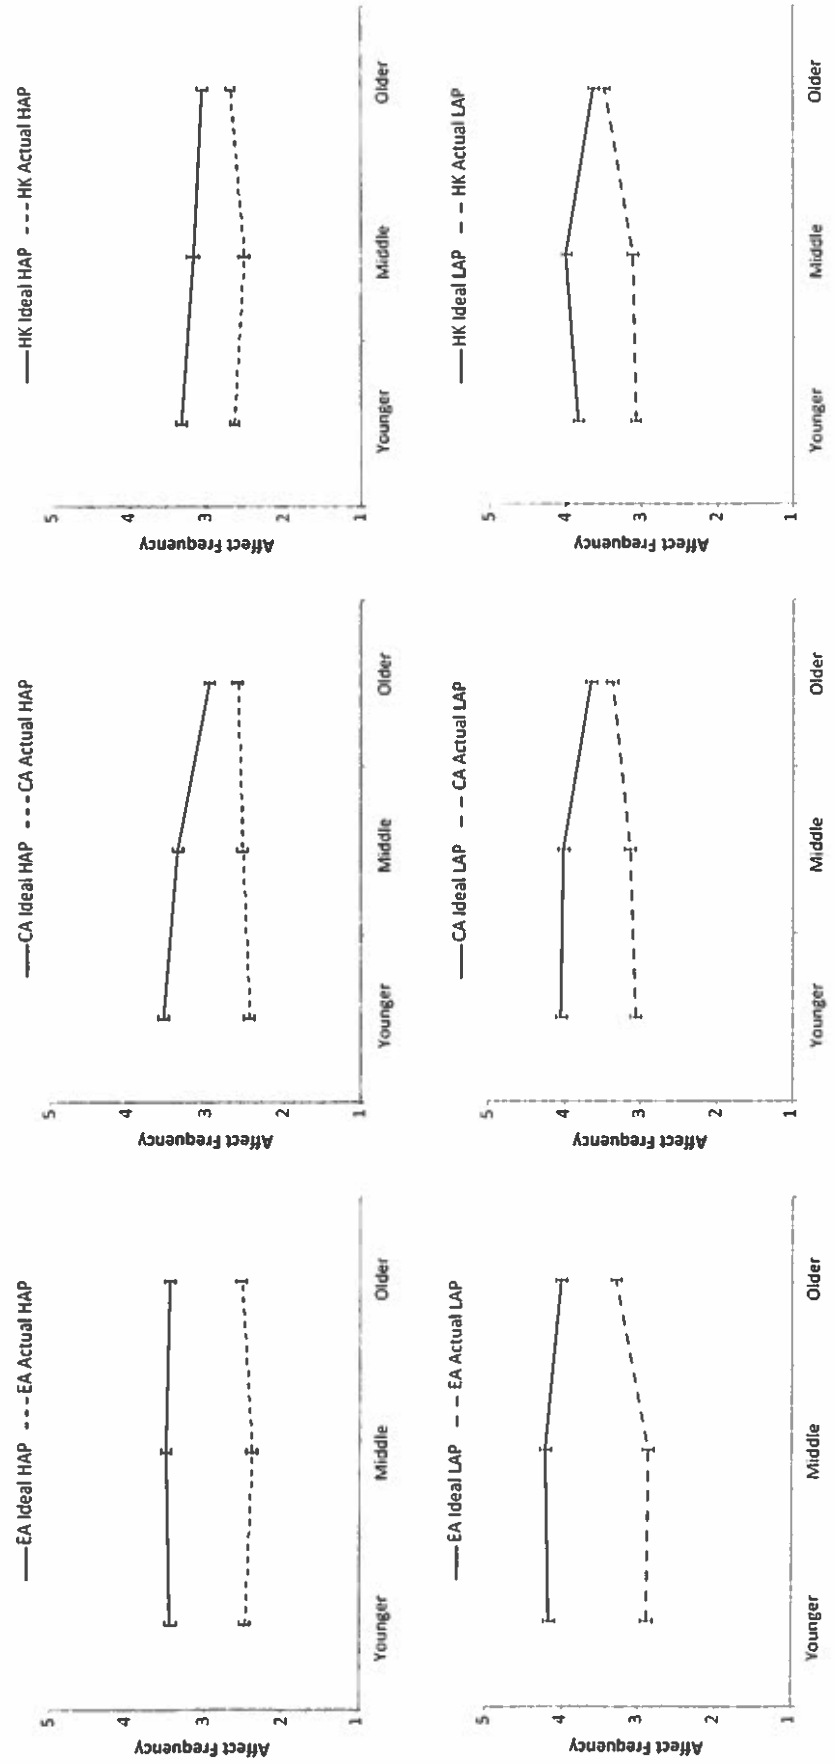 EA Ideal HAP EA Actual HAP
5
4
3
2
1
Affect Frequency
Younger Middle Older
CA Ideal HAP CA Actual HAP
5
4
3
2
1
Affect Frequency
Younger Middle Older
HK Ideal HAP HK Actual HAP
5
4
3
2
1
Affect Frequency
Younger Middle Older
EA Ideal LAP EA Actual LAP
5
4
3
2
1
Affect Frequency
Younger Middle Older
CA Ideal LAP CA Actual LAP
5
4
3
2
1
Affect Frequency
Younger Middle Older
HK Ideal LAP HK Actual LAP
5
4
3
2
1
Affect Frequency
Younger Middle Older